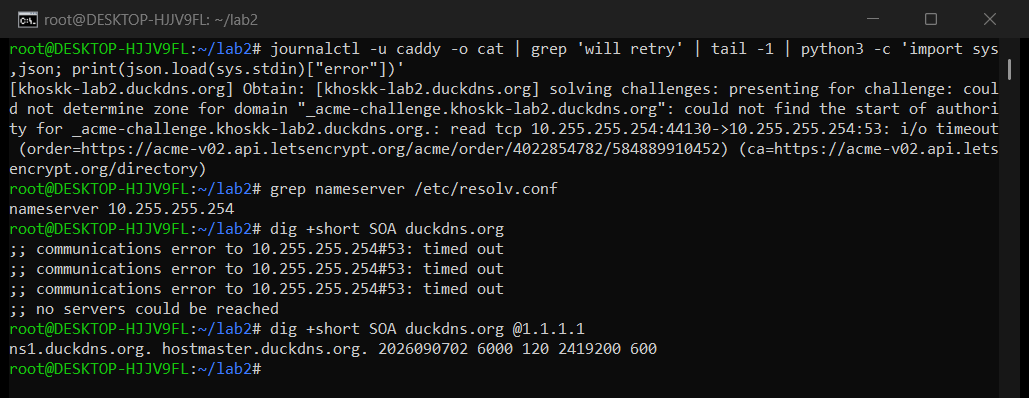 root@DESKTOP-HJJV9FL: ~/lab2
root@DESKTOP-HJJV9FL:~/lab2# journalctl -u caddy -o cat | grep 'will retry' | tail -1 | python3 -c 'import sys
,json; print(json.load(sys.stdin)["error"])'
[khoskk-lab2.duckdns.org] Obtain: [khoskk-lab2.duckdns.org] solving challenges: presenting for challenge: coul
d not determine zone for domain "_acme-challenge.khoskk-lab2.duckdns.org": could not find the start of authori
ty for _acme-challenge.khoskk-lab2.duckdns.org.: read tcp 10.255.255.254:44130->10.255.255.254:53: i/o timeout
(order=https://acme-v02.api.letsencrypt.org/acme/order/4022854782/584889910452) (ca=https://acme-v02.api.lets
encrypt.org/directory)
root@DESKTOP-HJJV9FL:~/lab2# grep nameserver /etc/resolv.conf
nameserver 10.255.255.254
root@DESKTOP-HJJV9FL:~/lab2# dig +short SOA duckdns.org
;; communications error to 10.255.255.254#53: timed out
;; communications error to 10.255.255.254#53: timed out
;; communications error to 10.255.255.254#53: timed out
;; no servers could be reached
root@DESKTOP-HJJV9FL:~/lab2# dig +short SOA duckdns.org @1.1.1.1
ns1.duckdns.org. hostmaster.duckdns.org. 2026090702 6000 120 2419200 600
root@DESKTOP-HJJV9FL:~/lab2#